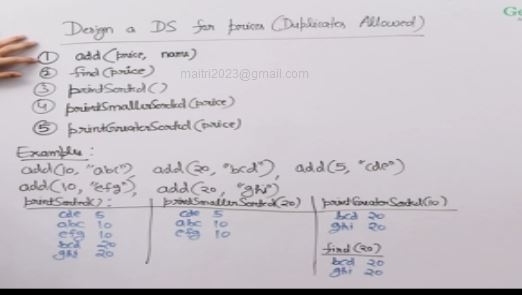 Ge
Design a DS for prices (Duplicates Allowed)
① add(price, name)
② find(price)
maitri2023@gmail.com
③ printSorted()
④ printSmallerSorted(price)
⑤ printGreaterSorted(price)
Examples:
add(10, "abc") add(20, "bcd"), add(5, "cde")
add(10, "efg"), add(20, "ghi")
printSorted(): printSmallerSorted(20) printGreaterSorted(10)
cde 5 cde 5 bcd 20
abc 10 abc 10 ghi 20
efg 10 efg 10
bcd 20 find(20)
ghi 20 bcd 20
ghi 20